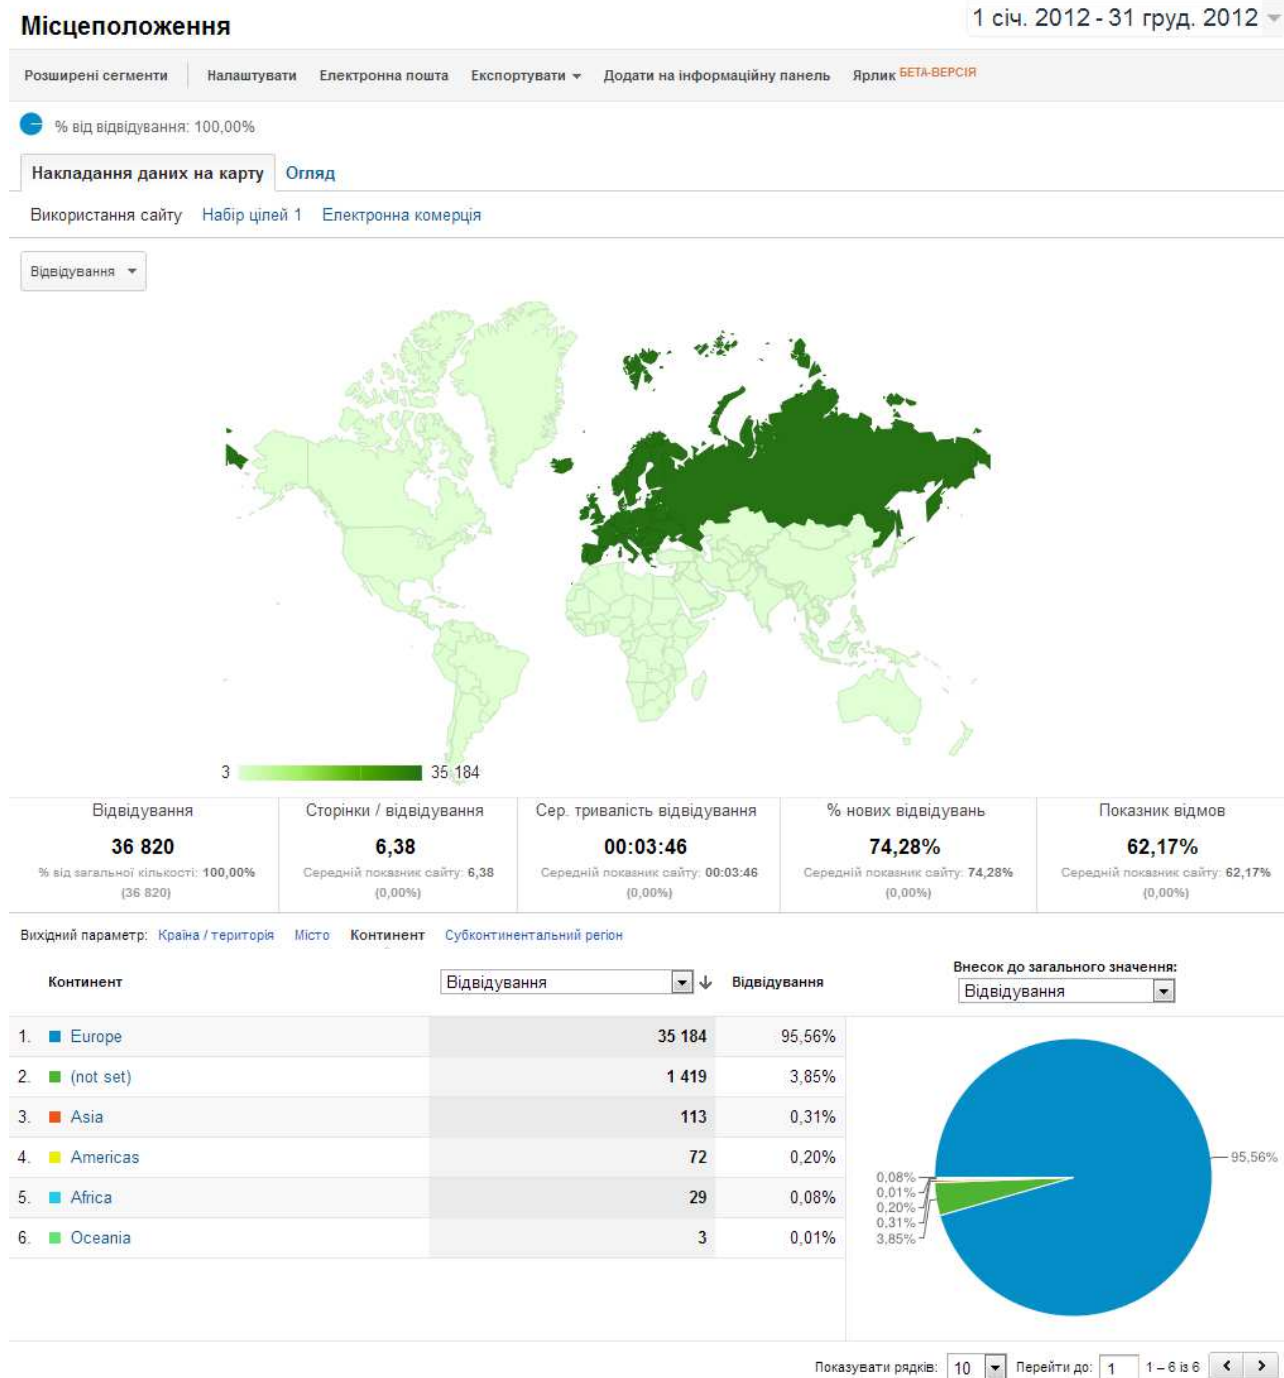 Місцеположення
1 січ. 2012 - 31 груд. 2012
Розширені сегменти Налаштувати Електронна пошта Експортувати Додати на інформаційну панель Ярлик БЕТА-ВЕРСІЯ
% від відвідування: 100,00%
Накладання даних на карту Огляд
Використання сайту Набір цілей 1 Електронна комерція
Відвідування
3 35 184
Відвідування Сторінки / відвідування Сер. тривалість відвідування % нових відвідувань Показник відмов
36 820 6,38 00:03:46 74,28% 62,17%
% від загальної кількості: 100,00% Середній показник сайту: 6,38 Середній показник сайту: 00:03:46 Середній показник сайту: 74,28% Середній показник сайту: 62,17%
(36 820) (0,00%) (0,00%) (0,00%) (0,00%)
Вихідний параметр: Країна / територія Місто Континент Субконтинентальний регіон
Континент Відвідування Відвідування
Внесок до загального значення:
Відвідування
1. Europe 35 184 95,56%
2. (not set) 1 419 3,85%
3. Asia 113 0,31%
4. Americas 72 0,20%
5. Africa 29 0,08%
6. Oceania 3 0,01%
95,56%
0,08%
0,01%
0,20%
0,31%
3,85%
Показувати рядків: 10 Перейти до: 1 1 – 6 із 6